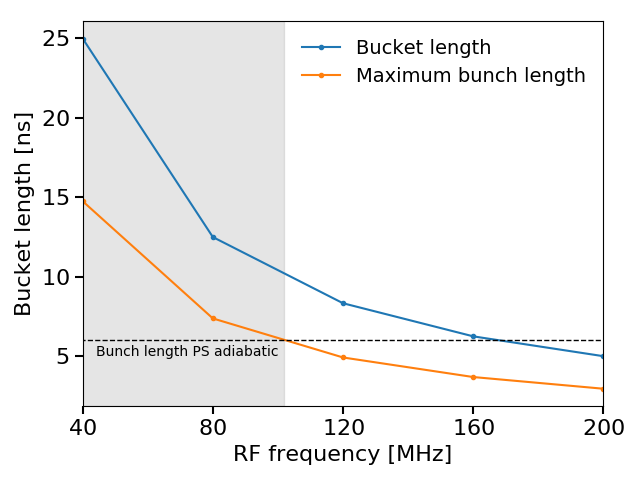 Bucket length
Maximum bunch length
Bucket length [ns]
25
20
15
10
5
Bunch length PS adiabatic
40
80
120
160
200
RF frequency [MHz]